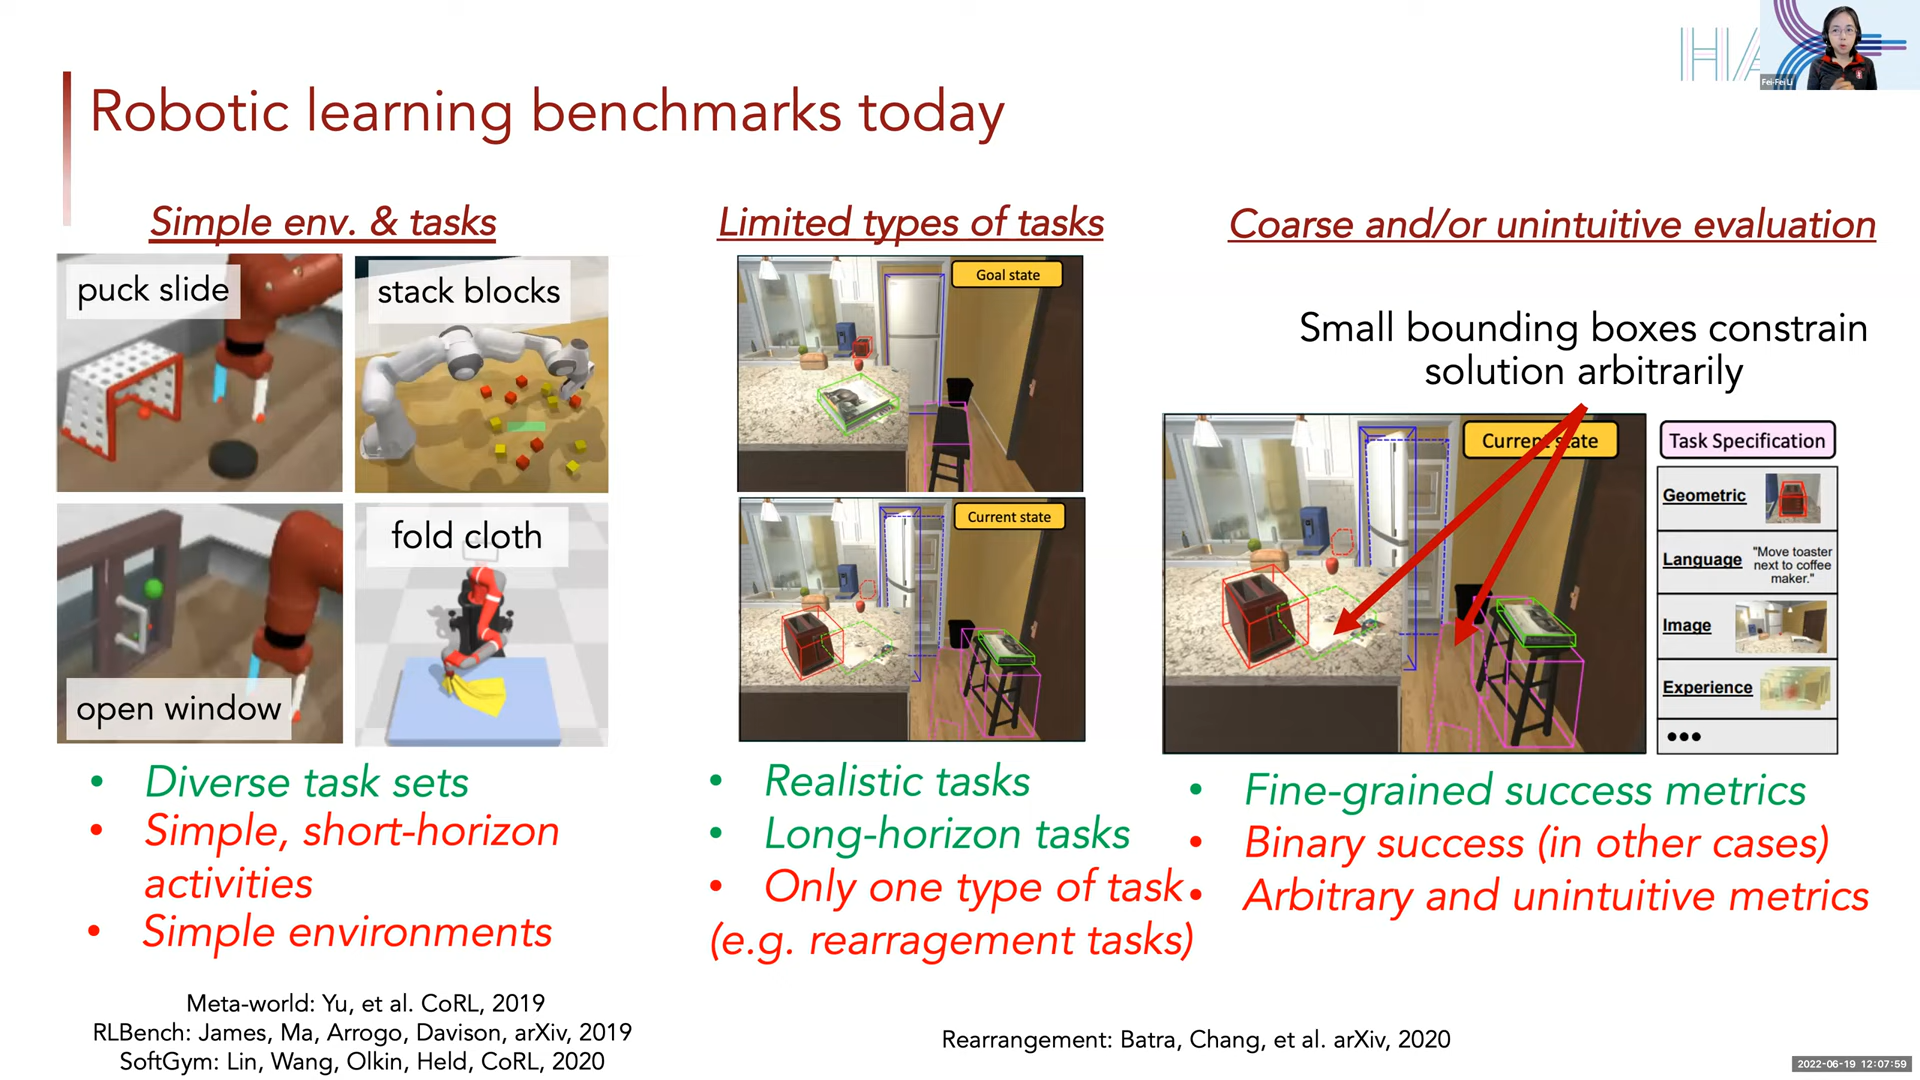 HA
Fei-Fei Li
Robotic learning benchmarks today
Simple env. & tasks
puck slide
stack blocks
open window
fold cloth
• Diverse task sets
• Simple, short-horizon
activities
• Simple environments
Meta-world: Yu, et al. CoRL, 2019
RLBench: James, Ma, Arrogo, Davison, arXiv, 2019
SoftGym: Lin, Wang, Olkin, Held, CoRL, 2020
Limited types of tasks
Goal state
Current state
• Realistic tasks
• Long-horizon tasks
• Only one type of task
(e.g. rearragement tasks)
Coarse and/or unintuitive evaluation
Small bounding boxes constrain
solution arbitrarily
Current state
Task Specification
Geometric
Language
"Move toaster
next to coffee
maker."
Image
Experience
•••
• Fine-grained success metrics
• Binary success (in other cases)
• Arbitrary and unintuitive metrics
Rearrangement: Batra, Chang, et al. arXiv, 2020
2022-06-19 12:07:59